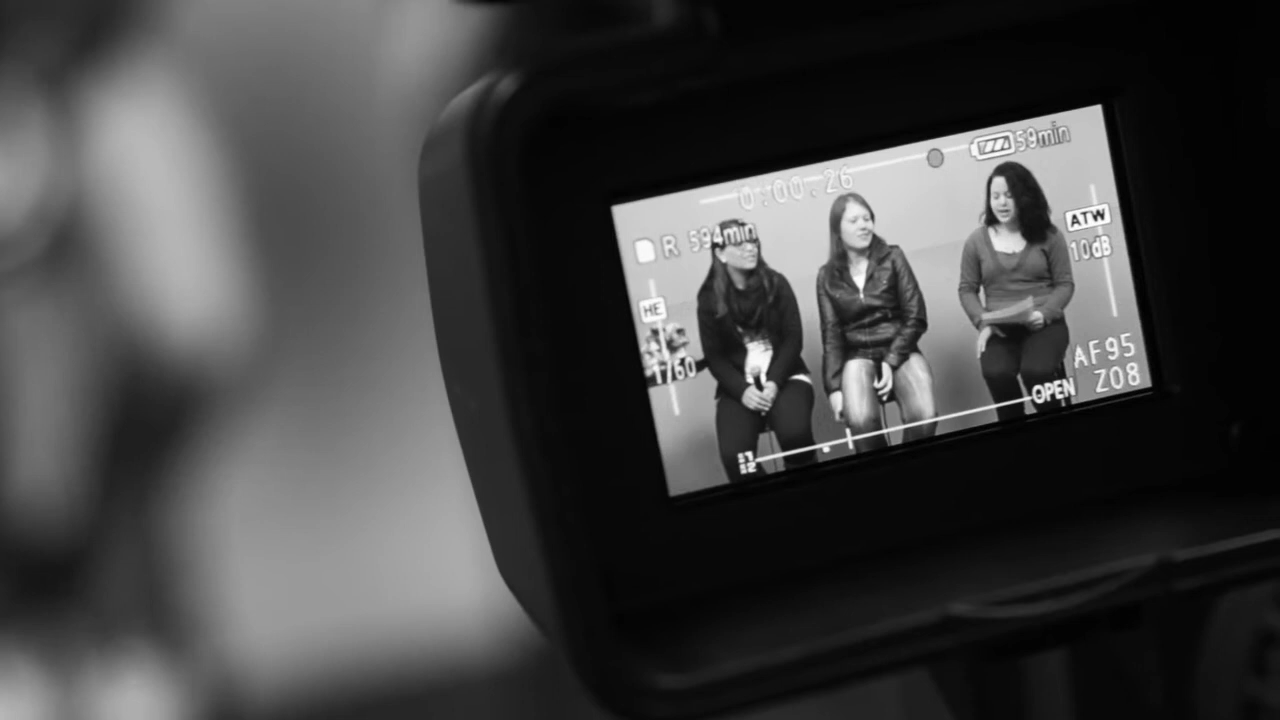 59min
0:00.26
R 594min
ATW
10dB
HE
1/60
AF95
Z08
OPEN